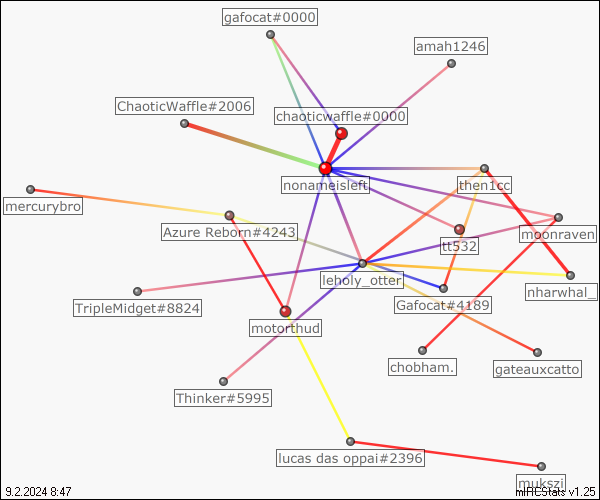 gafocat#0000
amah1246
ChaoticWaffle#2006
chaoticwaffle#0000
nonameisleft
then1cc
mercurybro
Azure Reborn#4243
moonraven
tt532
leholy_otter
nharwhal_
TripleMidget#8824
Gafocat#4189
motorthud
chobham.
gateauxcatto
Thinker#5995
lucas das oppai#2396
mukszi
9.2.2024 8:47
mIRCStats v1.25